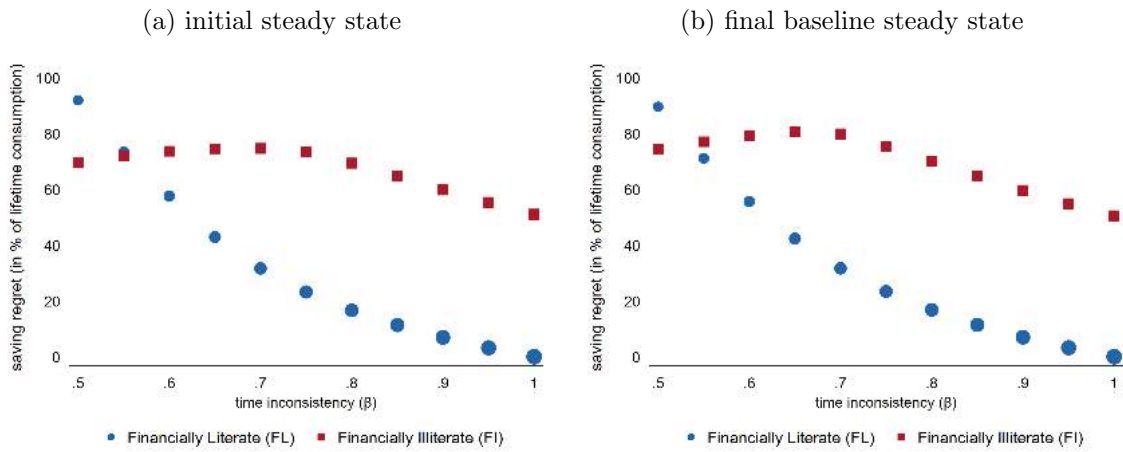 (a) initial steady state
saving regret (in % of lifetime consumption)
100
80
60
40
20
0
.5 .6 .7 .8 .9 1
time inconsistency (β)
Financially Literate (FL) Financially Illiterate (FI)
(b) final baseline steady state
saving regret (in % of lifetime consumption)
100
80
60
40
20
0
.5 .6 .7 .8 .9 1
time inconsistency (β)
Financially Literate (FL) Financially Illiterate (FI)